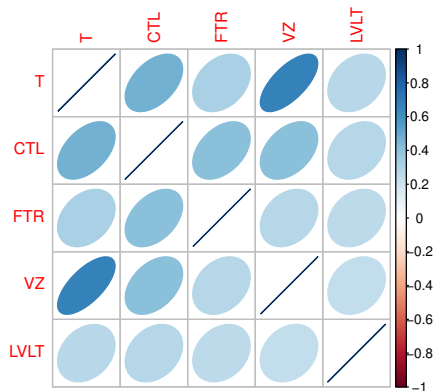 T CTL FTR VZ LVLT
T
CTL
FTR
VZ
LVLT
1
0.8
0.6
0.4
0.2
0
-0.2
-0.4
-0.6
-0.8
-1